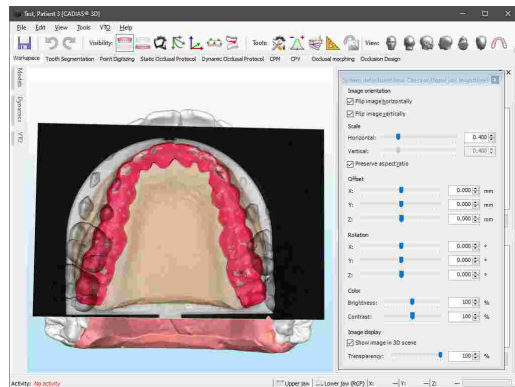 Test, Patient 3 [CADIAS® 3D]
File Edit View Tools VTO Help
Visibility: Tools: View:
Workspace Tooth Segmentation Point Digitizing Static Occlusal Protocol Dynamic Occlusal Protocol CPM CPV Occlusal morphing Occlusion Design
Models
Dynamics
VTO
Image orientation
Flip image horizontally
Flip image vertically
Scale
Horizontal: 0.400
Vertical: 0.400
Preserve aspect ratio
Offset
X: 0.000 mm
Y: 0.000 mm
Z: 0.000 mm
Rotation
X: 0.000 °
Y: 0.000 °
Z: 0.000 °
Color
Brightness: 100 %
Contrast: 100 %
Image display
Show image in 3D scene
Transparency: 100 %
Activity: No activity Upper Jaw Lower Jaw (RCP) X: — Y: — Z: —